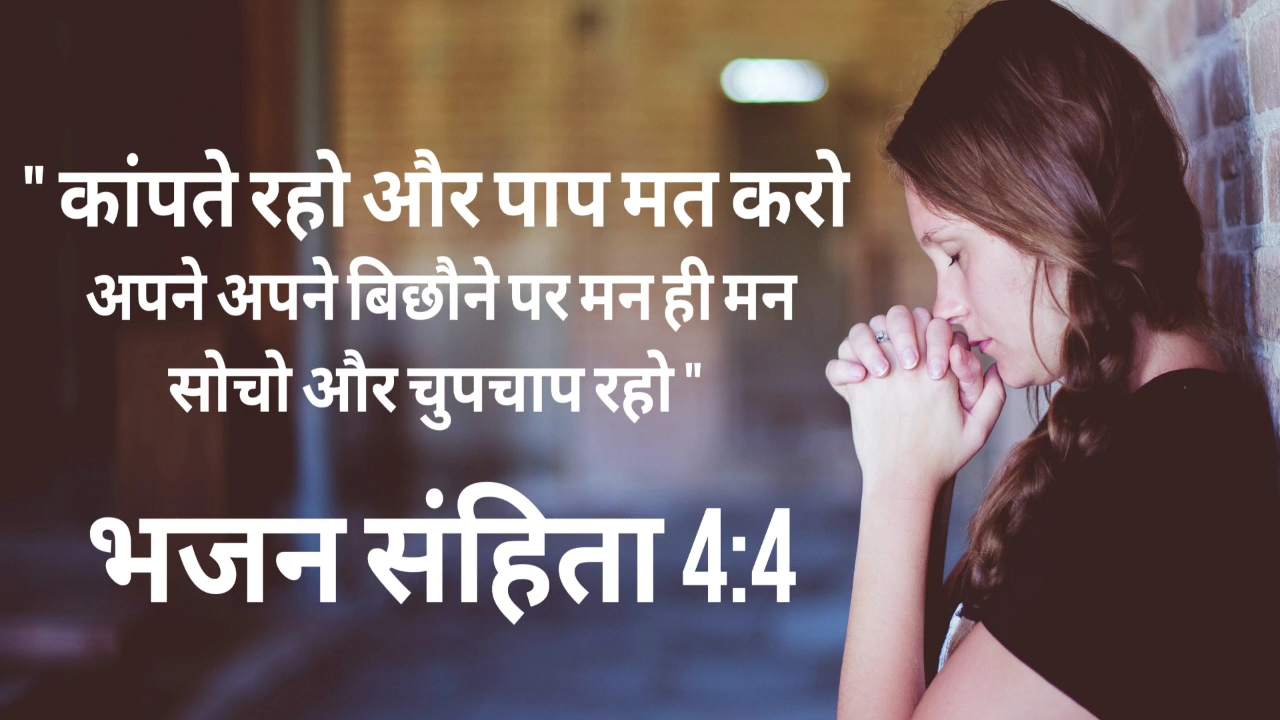 " कांपते रहो और पाप मत करो
अपने अपने बिछौने पर मन ही मन
सोचो और चुपचाप रहो "
भजन संहिता 4:4